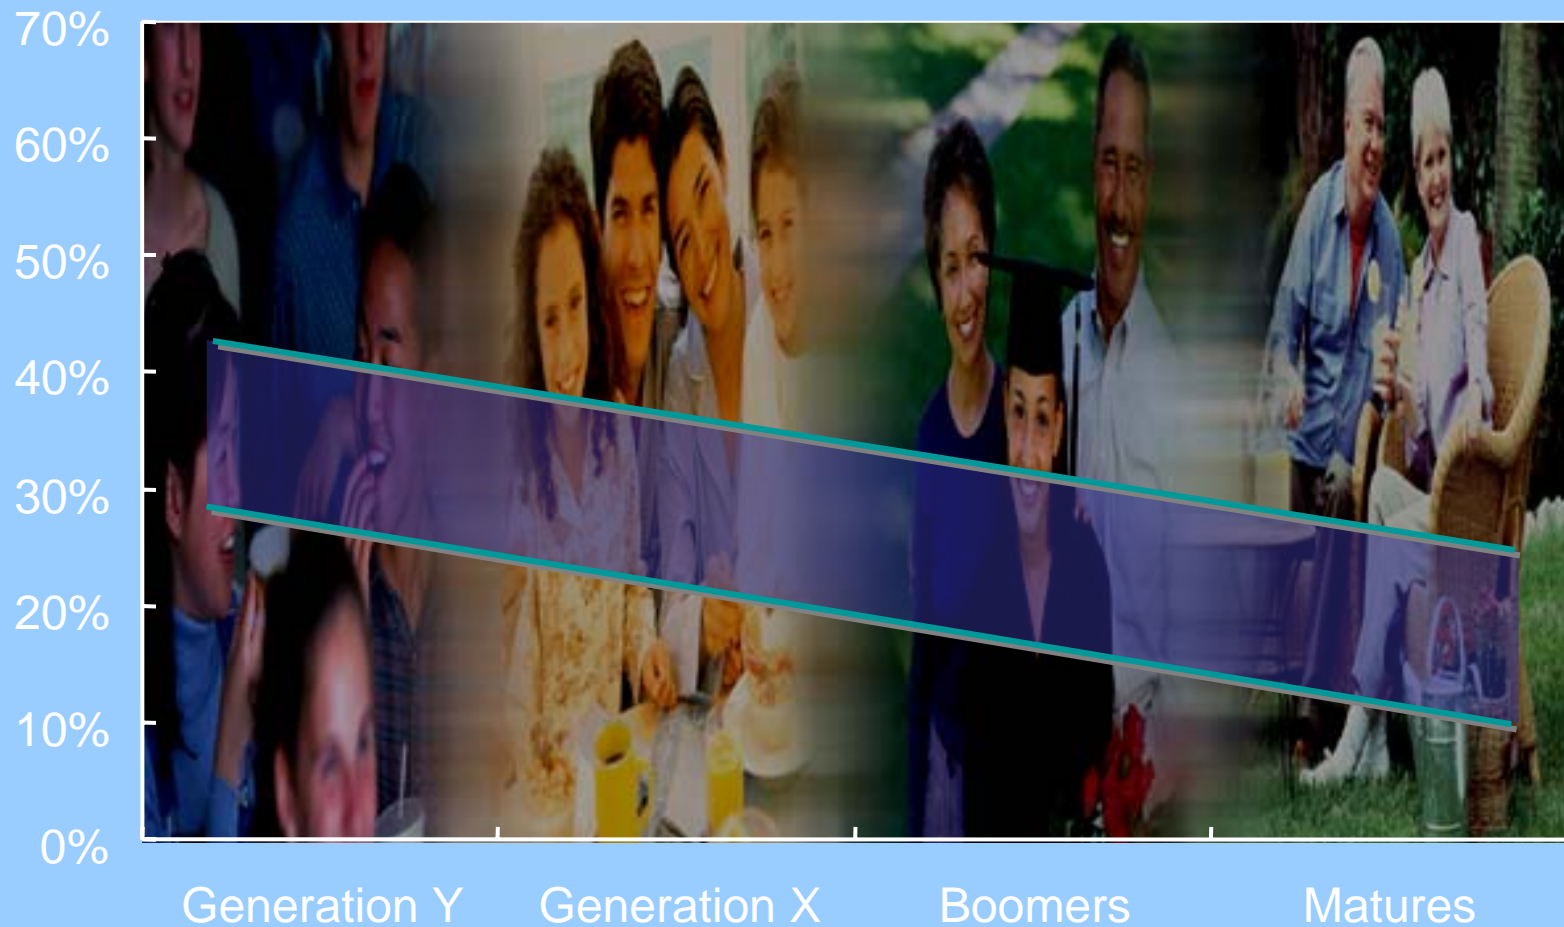 70%
60%
50%
40%
30%
20%
10%
0%
Generation Y
Generation X
Boomers
Matures